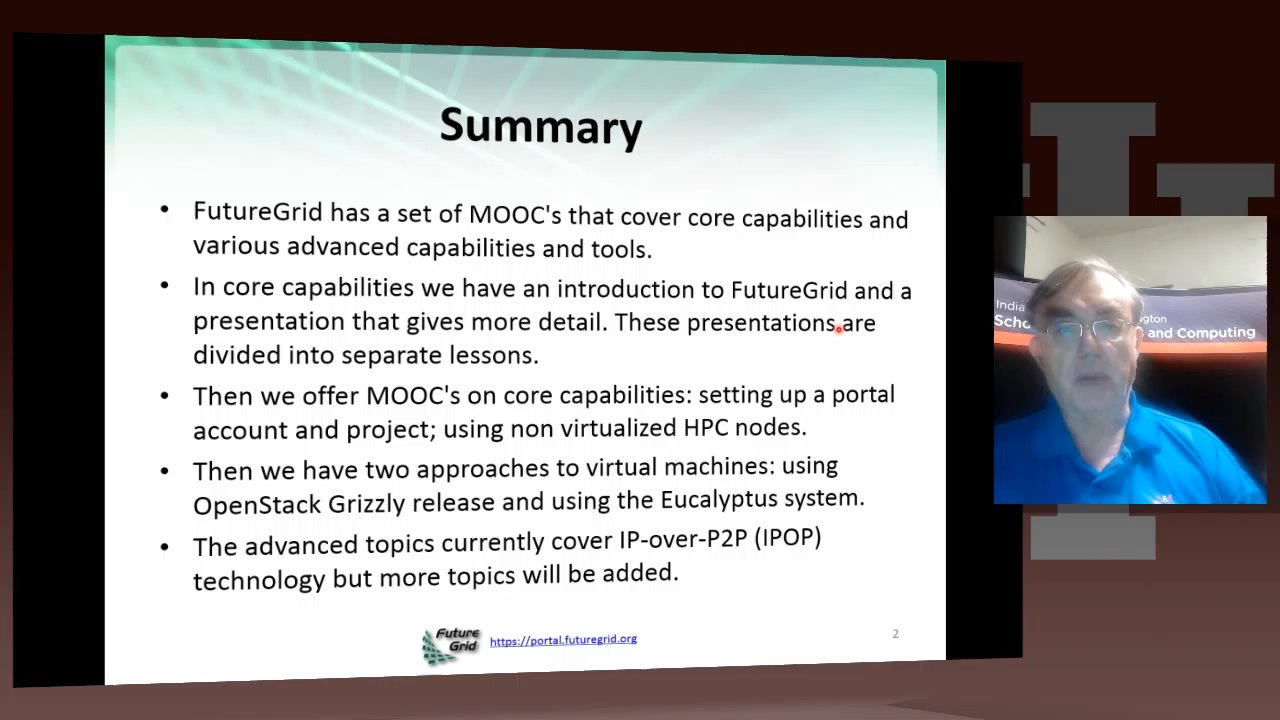 Summary
• FutureGrid has a set of MOOC's that cover core capabilities and
various advanced capabilities and tools.
• In core capabilities we have an introduction to FutureGrid and a
presentation that gives more detail. These presentations are
divided into separate lessons.
• Then we offer MOOC's on core capabilities: setting up a portal
account and project; using non virtualized HPC nodes.
• Then we have two approaches to virtual machines: using
OpenStack Grizzly release and using the Eucalyptus system.
• The advanced topics currently cover IP-over-P2P (IPOP)
technology but more topics will be added.
Future
Grid
https://portal.futuregrid.org
2
India
ngton
Scho
s and Computing